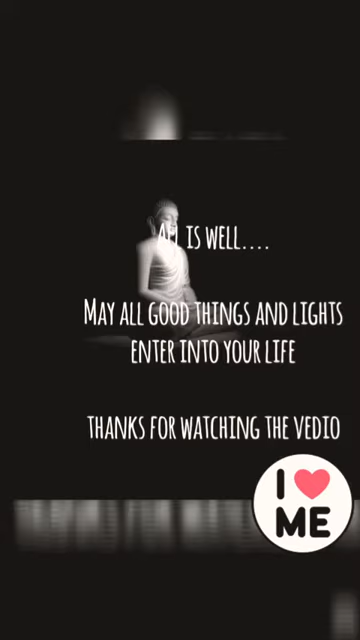 ALL IS WELL....
MAY ALL GOOD THINGS AND LIGHTS
ENTER INTO YOUR LIFE
THANKS FOR WATCHING THE VEDIO
I ❤ ME